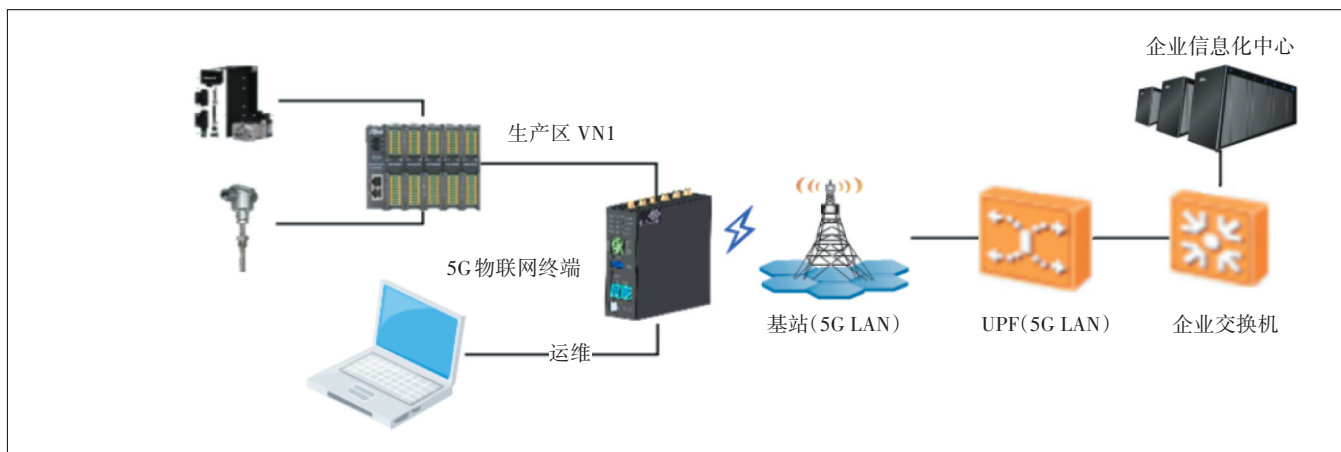 企业信息化中心
生产区 VN1
5G物联网终端
基站(5G LAN)
UPF(5G LAN)
企业交换机
运维